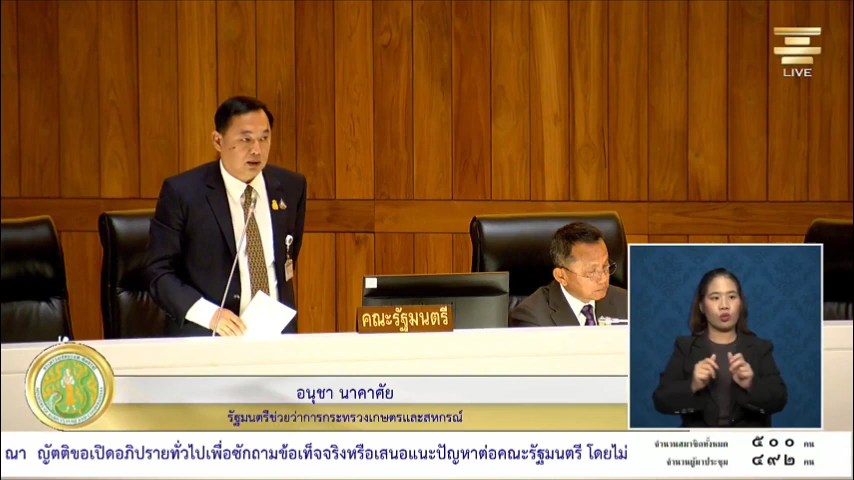 LIVE
คณะรัฐมนตรี
อนุชา นาคาศัย
รัฐมนตรีช่วยว่าการกระทรวงเกษตรและสหกรณ์
ณา ญัตติขอเปิดอภิปรายทั่วไปเพื่อซักถามข้อเท็จจริงหรือเสนอแนะปัญหาต่อคณะรัฐมนตรี โดยไม่
จำนวนสมาชิกทั้งหมด ๕๐๐ คน
จำนวนผู้มาประชุม ๔๙๒ คน